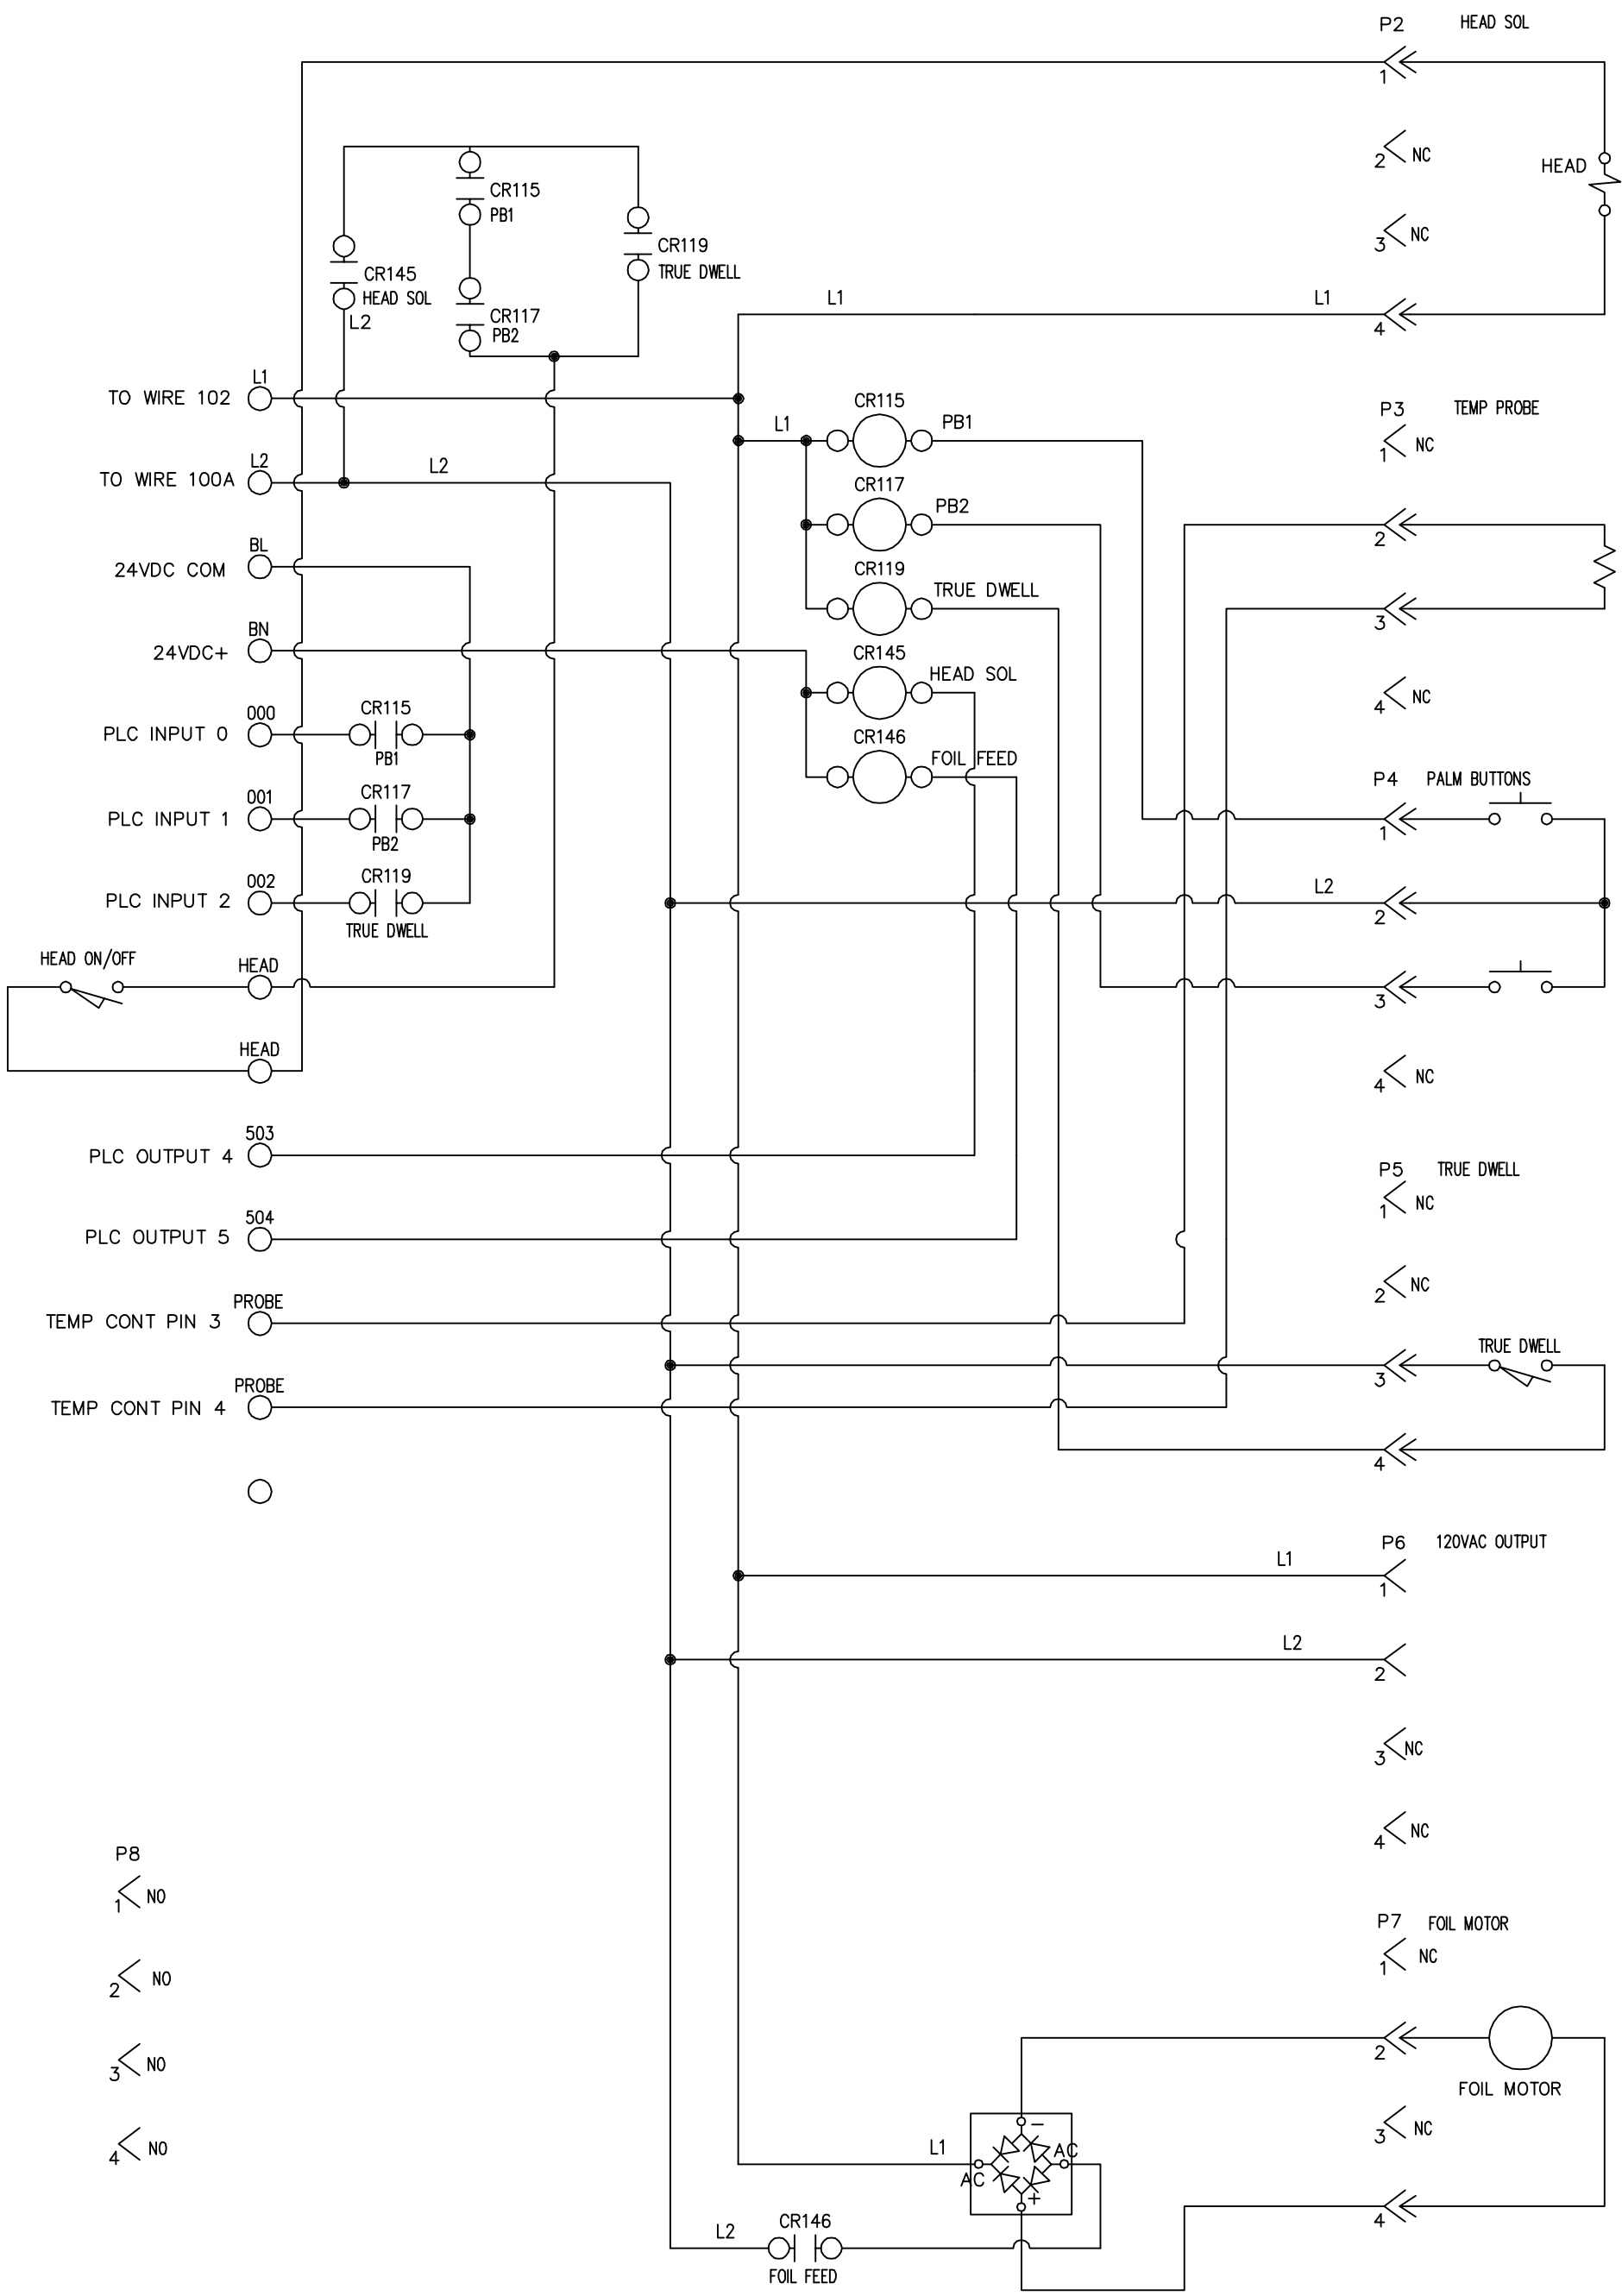 P2 HEAD SOL
1
2 NC
HEAD
3 NC
CR115
PB1
CR119
TRUE DWELL
CR145
HEAD SOL
L2
CR117
PB2
L1 L1
4
L1
TO WIRE 102
L2
TO WIRE 100A
L2
L1
CR115
PB1
P3 TEMP PROBE
1 NC
CR117
PB2
2
BL
24VDC COM
CR119
TRUE DWELL
3
BN
24VDC+
CR145
HEAD SOL
4 NC
000
PLC INPUT 0
CR115
PB1
CR146
FOIL FEED
P4 PALM BUTTONS
1
001
PLC INPUT 1
CR117
PB2
002
PLC INPUT 2
CR119
TRUE DWELL
L2
2
HEAD ON/OFF
HEAD
3
HEAD
4 NC
503
PLC OUTPUT 4
P5 TRUE DWELL
1 NC
504
PLC OUTPUT 5
2 NC
PROBE
TEMP CONT PIN 3
TRUE DWELL
3
PROBE
TEMP CONT PIN 4
4
P6 120VAC OUTPUT
L1
1
L2
2
3 NC
4 NC
P8
1 NO
2 NO
3 NO
4 NO
P7 FOIL MOTOR
1 NC
2
FOIL MOTOR
3 NC
4
L1
−
AC
AC
+
L2
CR146
FOIL FEED